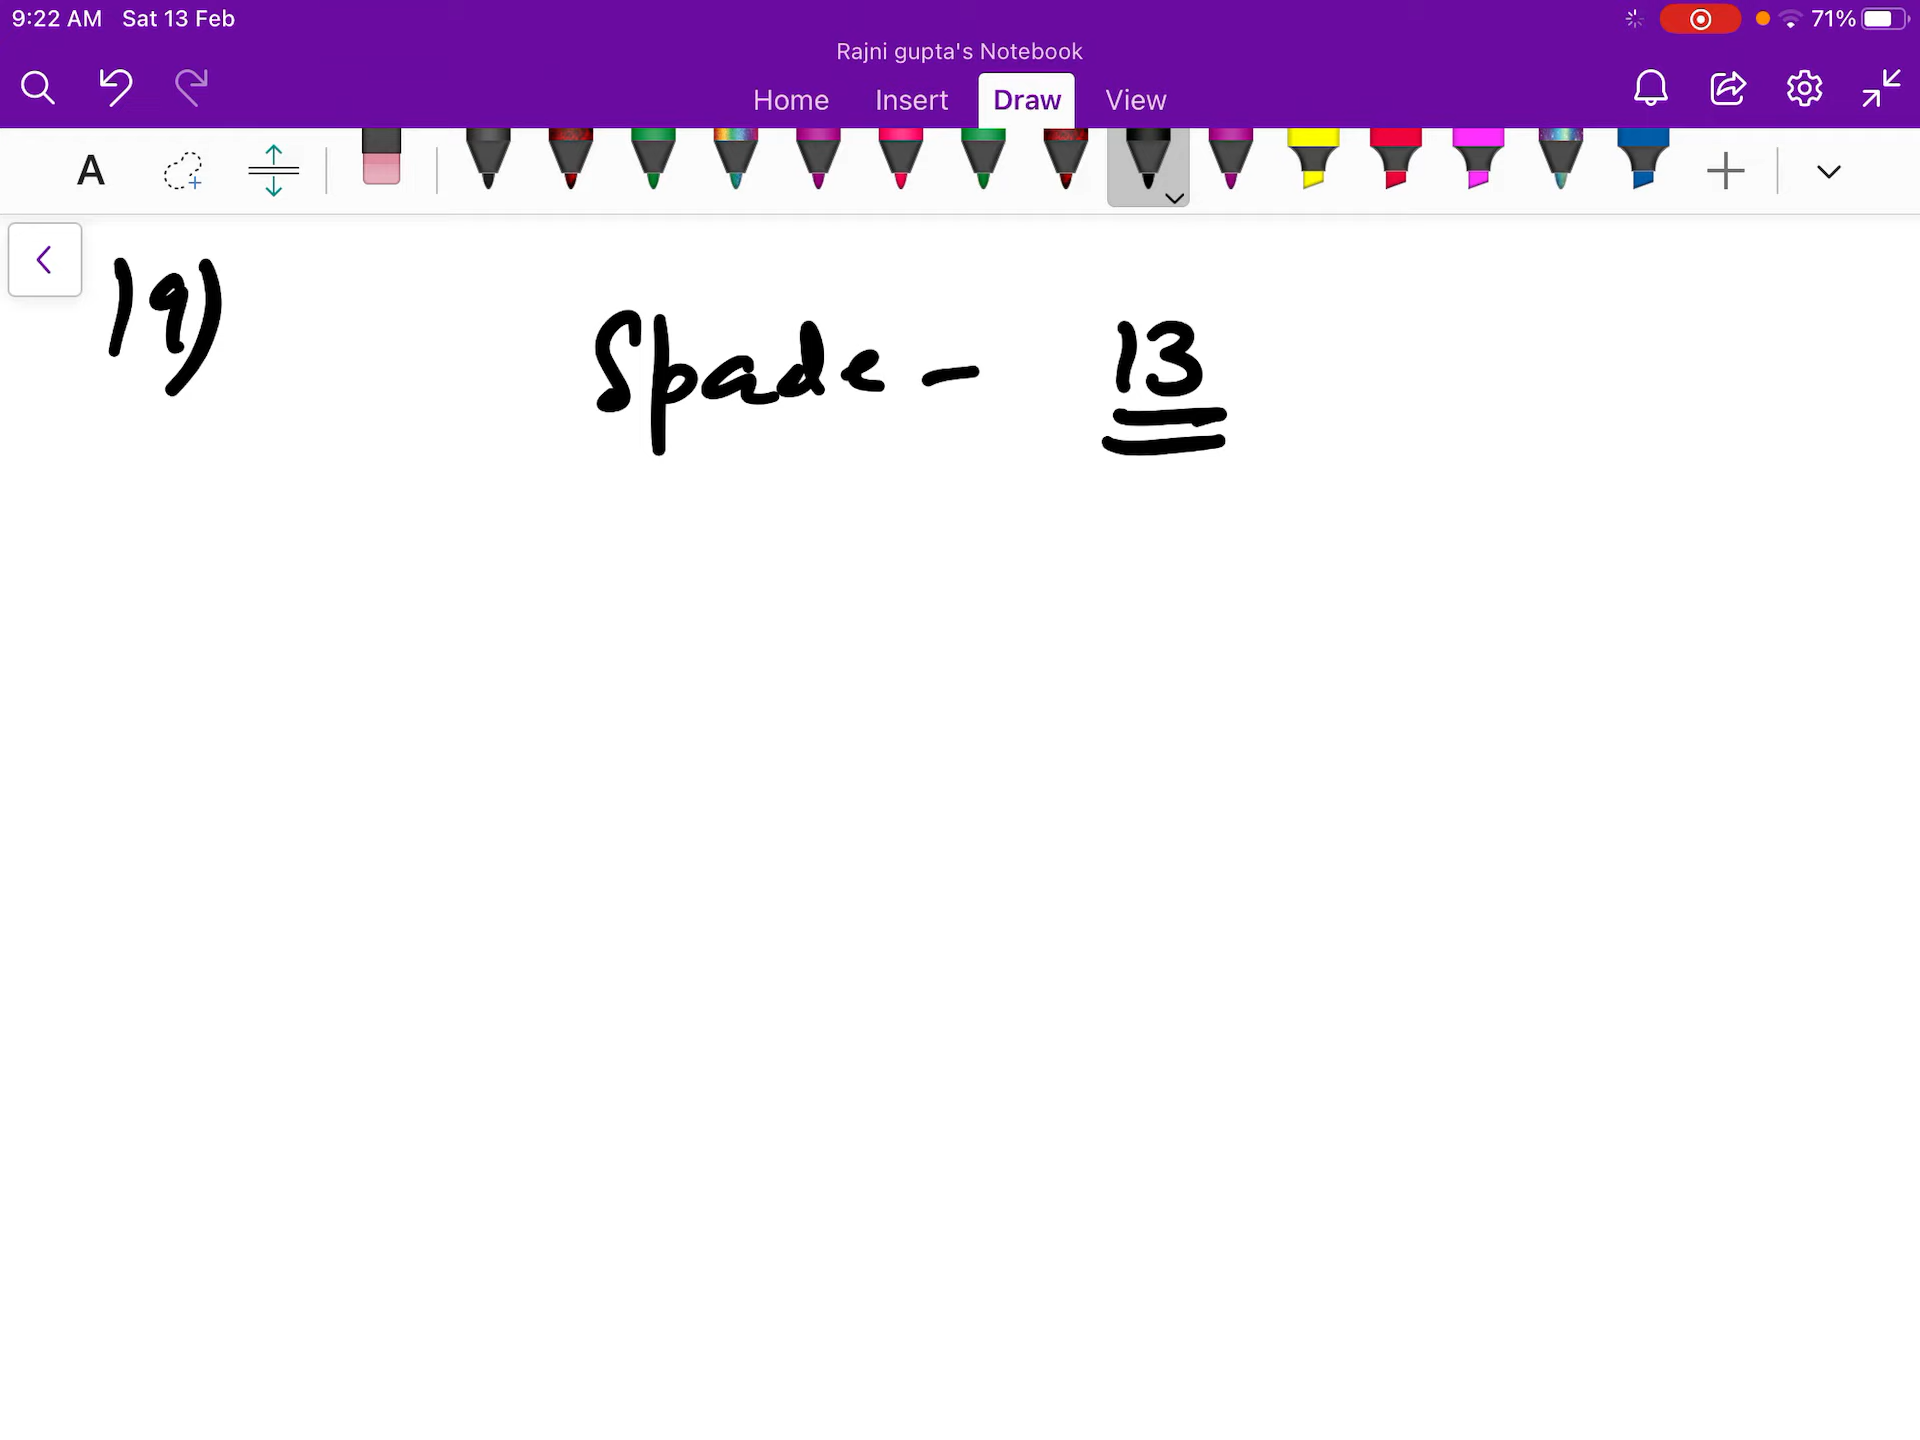 9:22 AM Sat 13 Feb
71%
Rajni gupta's Notebook
Home Insert Draw View
A
19)
Spade - 13